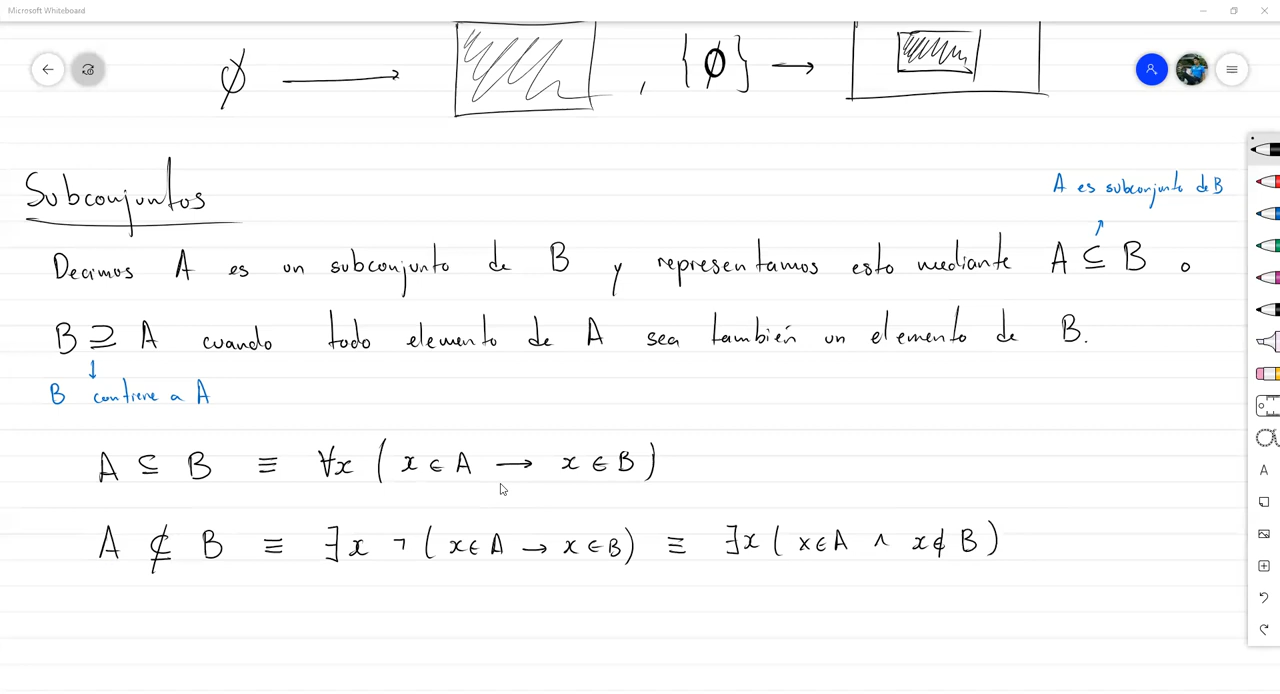 Microsoft Whiteboard
∅ ⟶ , {∅} ⟶
Subconjuntos
A es subconjunto de B
Decimos A es un subconjunto de B y representamos esto mediante A ⊆ B o
B ⊇ A cuando todo elemento de A sea también un elemento de B.
B contiene a A
A ⊆ B ≡ ∀x ( x ∈ A → x ∈ B )
A ⊈ B ≡ ∃x ¬ ( x ∈ A → x ∈ B ) ≡ ∃x ( x ∈ A ∧ x ∉ B )
A